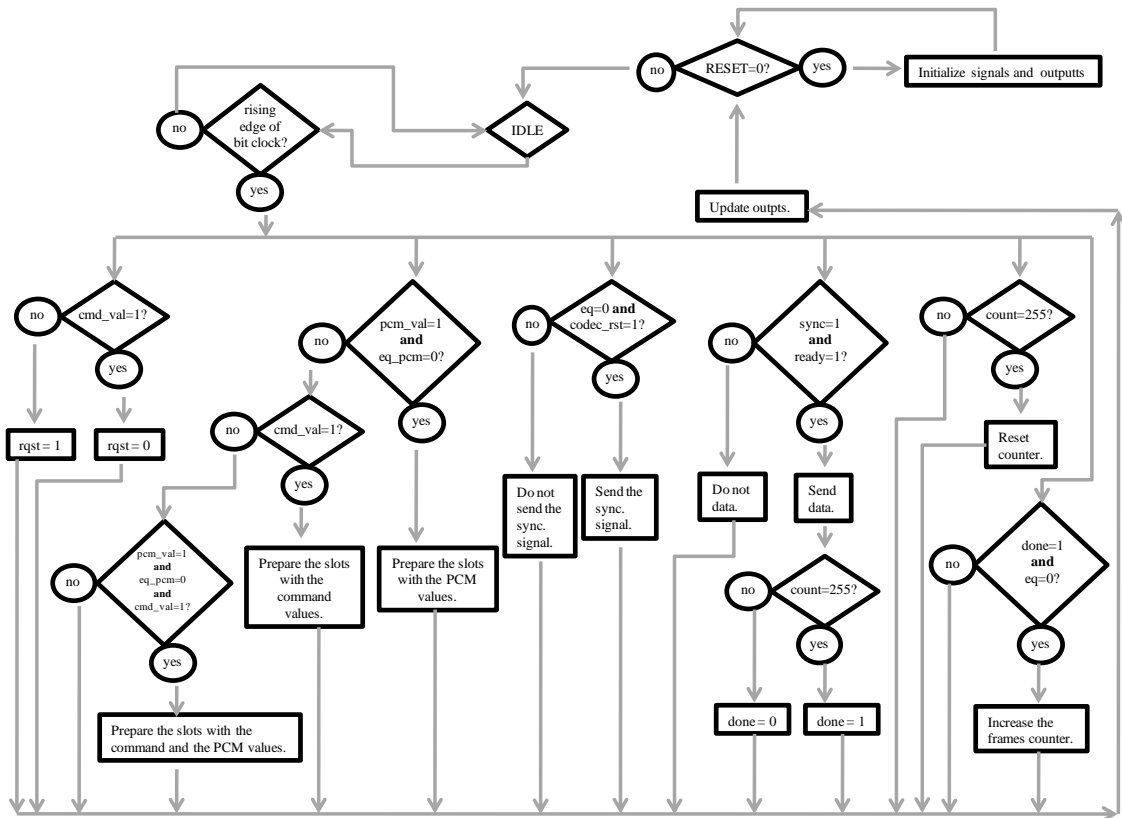 RESET=0?
no
yes
Initialize signals and outputts
IDLE
rising
edge of
bit clock?
no
yes
Update outpts.
cmd_val=1?
no
yes
rqst = 1
rqst = 0
pcm_val=1
and
eq_pcm=0?
no
yes
cmd_val=1?
no
yes
pcm_val=1
and
eq_pcm=0
and
cmd_val=1?
no
yes
Prepare the slots with the
command and the PCM values.
Prepare the slots
with the
command
values.
Prepare the slots
with the PCM
values.
eq=0 and
codec_rst=1?
no
yes
Do not
send the
sync.
signal.
Send the
sync.
signal.
sync=1
and
ready=1?
no
yes
Do not
data.
Send
data.
count=255?
no
yes
done = 0
done = 1
count=255?
no
yes
Reset
counter.
done=1
and
eq=0?
no
yes
Increase the
frames counter.